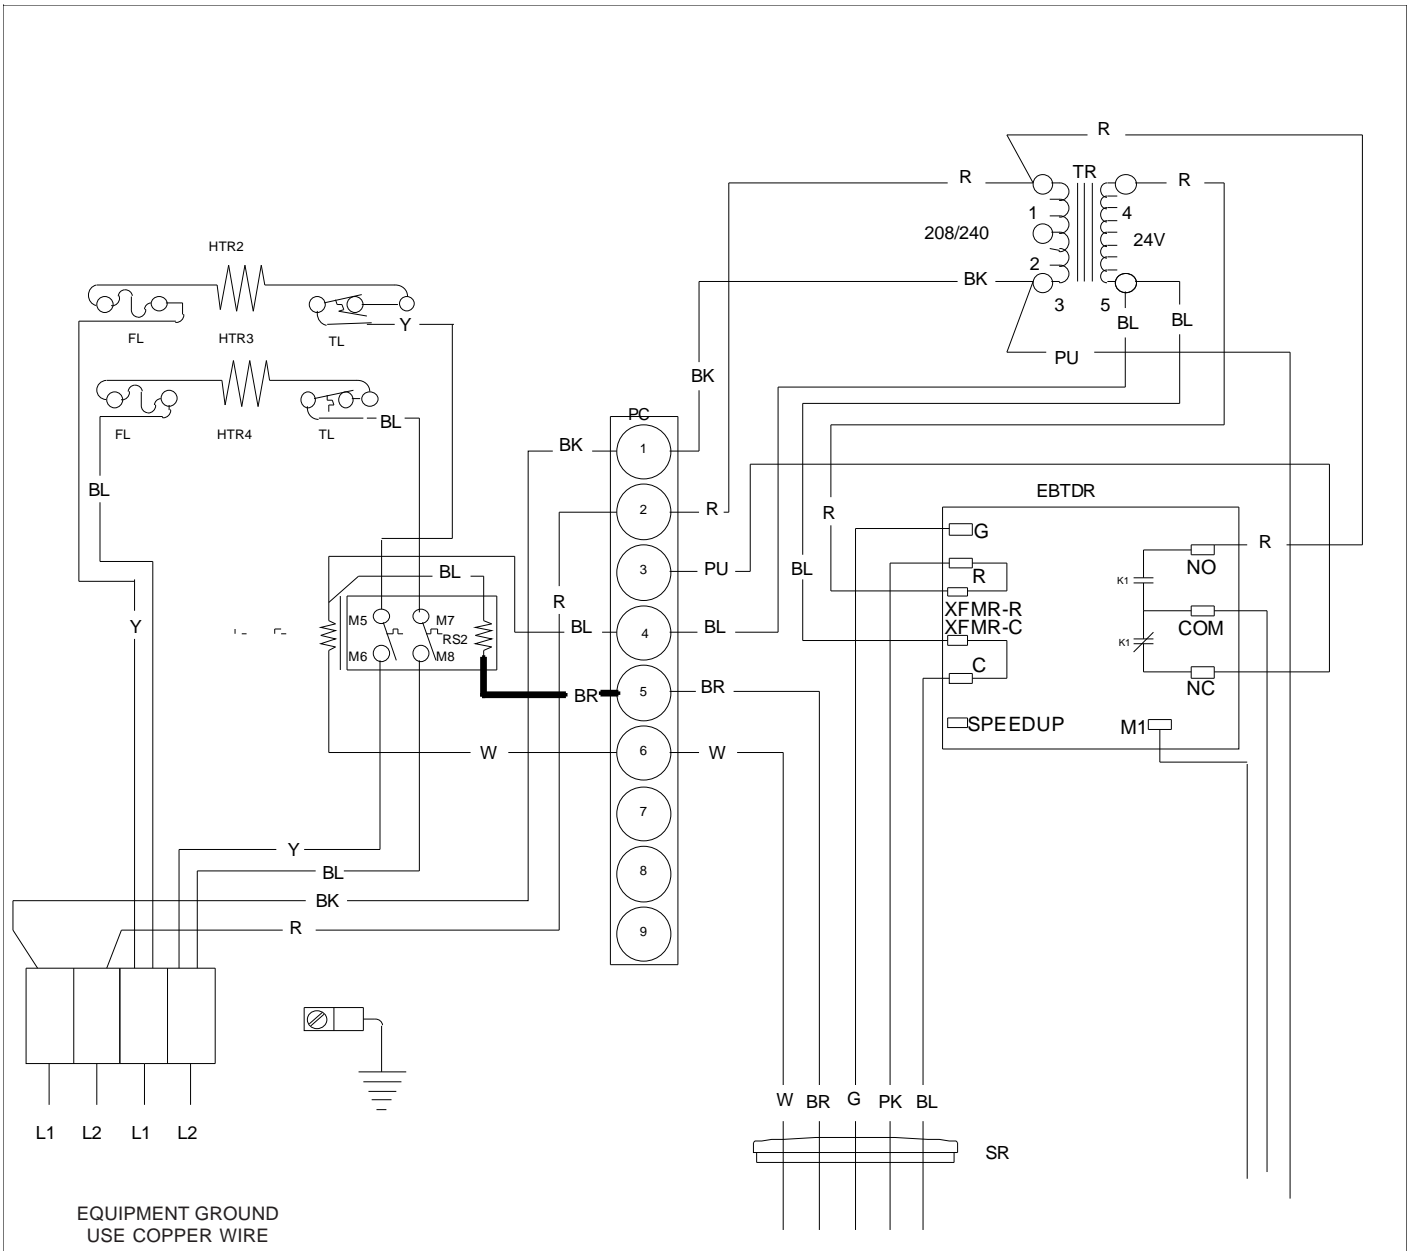 R
TR
R
R
1
4
208/240
24V
2
BK
3
5
BL
BL
PU
HTR2
FL
HTR3
TL
Y
BK
FL
HTR4
TL
BL
PC
BK
1
BL
2
R
R
EBTDR
G
R
K1
NO
R
3
PU
BL
BL
R
XFMR-R
XFMR-C
COM
K1
C
NC
Y
M5
M7
RS2
M6
M8
BL
4
BL
BR
5
BR
SPEEDUP
M1
W
6
W
7
Y
BL
8
BK
R
9
L1
L2
L1
L2
W
BR
G
PK
BL
SR
EQUIPMENT GROUND
USE COPPER WIRE